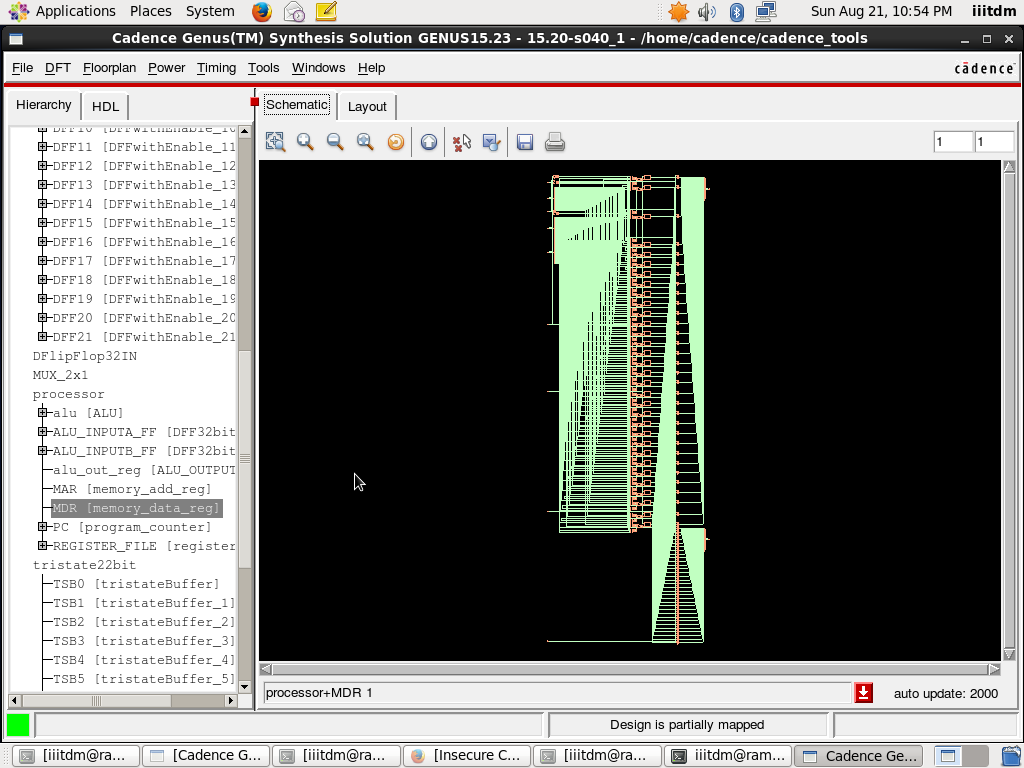 Applications Places System Sun Aug 21, 10:54 PM iiitdm
Cadence Genus(TM) Synthesis Solution GENUS15.23 - 15.20-s040_1 - /home/cadence/cadence_tools
File DFT Floorplan Power Timing Tools Windows Help cādence
Hierarchy HDL Schematic Layout
1 1
DFF10 [DFFwithEnable_10
DFF11 [DFFwithEnable_11
DFF12 [DFFwithEnable_12
DFF13 [DFFwithEnable_13
DFF14 [DFFwithEnable_14
DFF15 [DFFwithEnable_15
DFF16 [DFFwithEnable_16
DFF17 [DFFwithEnable_17
DFF18 [DFFwithEnable_18
DFF19 [DFFwithEnable_19
DFF20 [DFFwithEnable_20
DFF21 [DFFwithEnable_21
DFlipFlop32IN
MUX_2x1
processor
alu [ALU]
ALU_INPUTA_FF [DFF32bit
ALU_INPUTB_FF [DFF32bit
alu_out_reg [ALU_OUTPUT
MAR [memory_add_reg]
MDR [memory_data_reg]
PC [program_counter]
REGISTER_FILE [register
tristate22bit
TSB0 [tristateBuffer]
TSB1 [tristateBuffer_1]
TSB2 [tristateBuffer_2]
TSB3 [tristateBuffer_3]
TSB4 [tristateBuffer_4]
TSB5 [tristateBuffer_5]
processor+MDR 1 auto update: 2000
Design is partially mapped
[iiitdm@ra... [Cadence G... [iiitdm@ra... [Insecure C... [iiitdm@ra... iiitdm@ram... Cadence Ge...